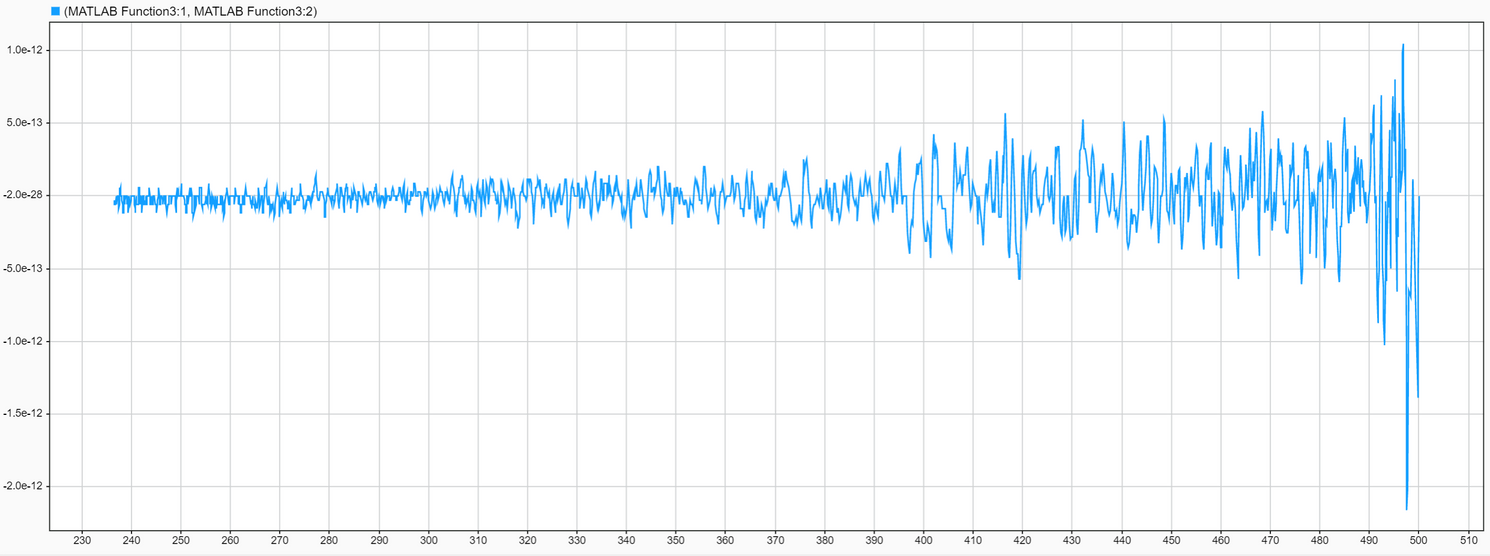 (MATLAB Function3:1, MATLAB Function3:2)
1.0e-12
5.0e-13
-2.0e-28
-5.0e-13
-1.0e-12
-1.5e-12
-2.0e-12
230 240 250 260 270 280 290 300 310 320 330 340 350 360 370 380 390 400 410 420 430 440 450 460 470 480 490 500 510